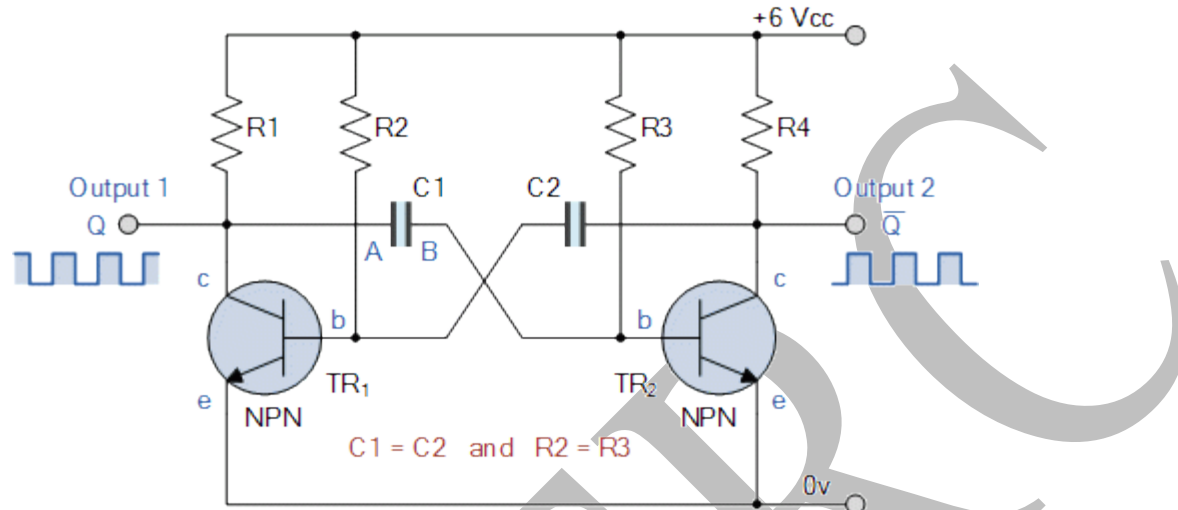 +6 Vcc
R1
R2
R3
R4
Output 1
C1
C2
Output 2
Q
A
B
Q̅
c
c
b
b
TR₁
TR₂
e
e
NPN
NPN
C1 = C2 and R2 = R3
0v